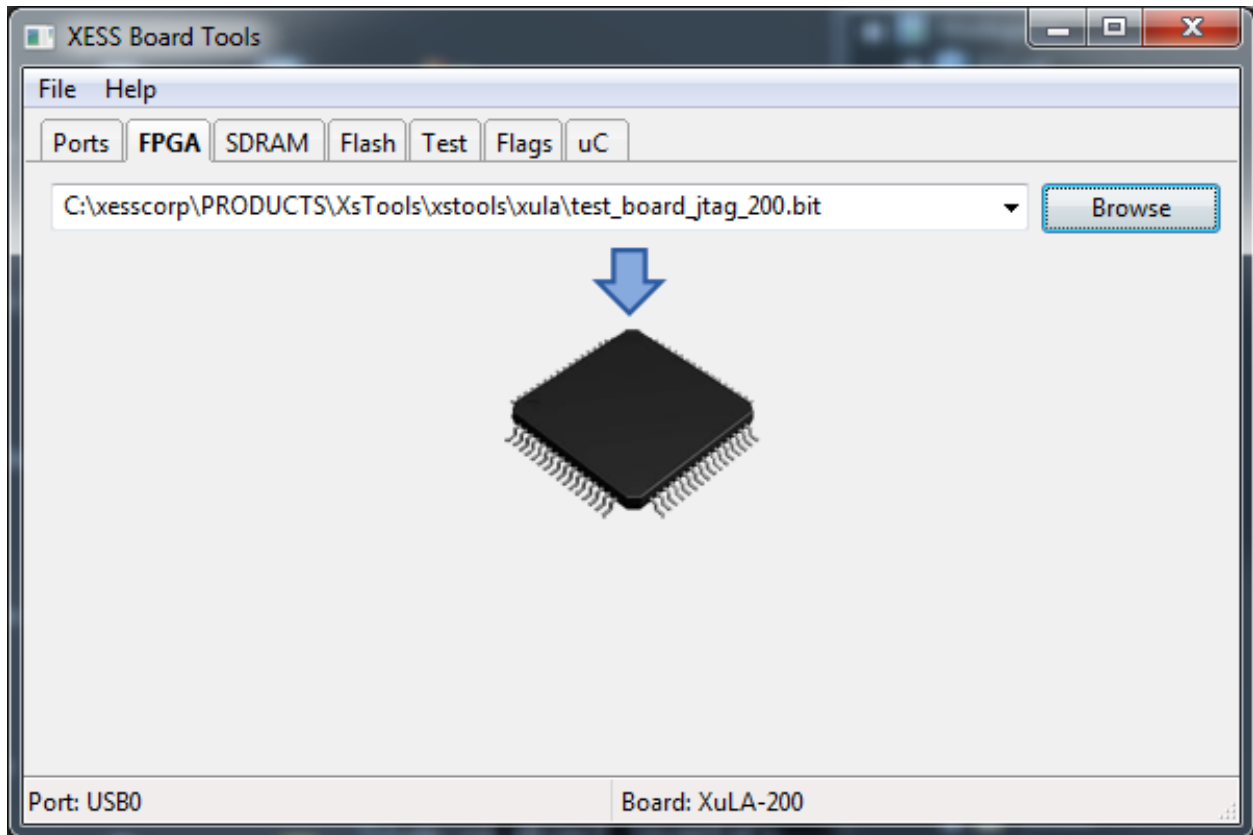 XESS Board Tools
File Help
Ports FPGA SDRAM Flash Test Flags uC
C:\xesscorp\PRODUCTS\XsTools\xstools\xula\test_board_jtag_200.bit Browse
Port: USB0 Board: XuLA-200